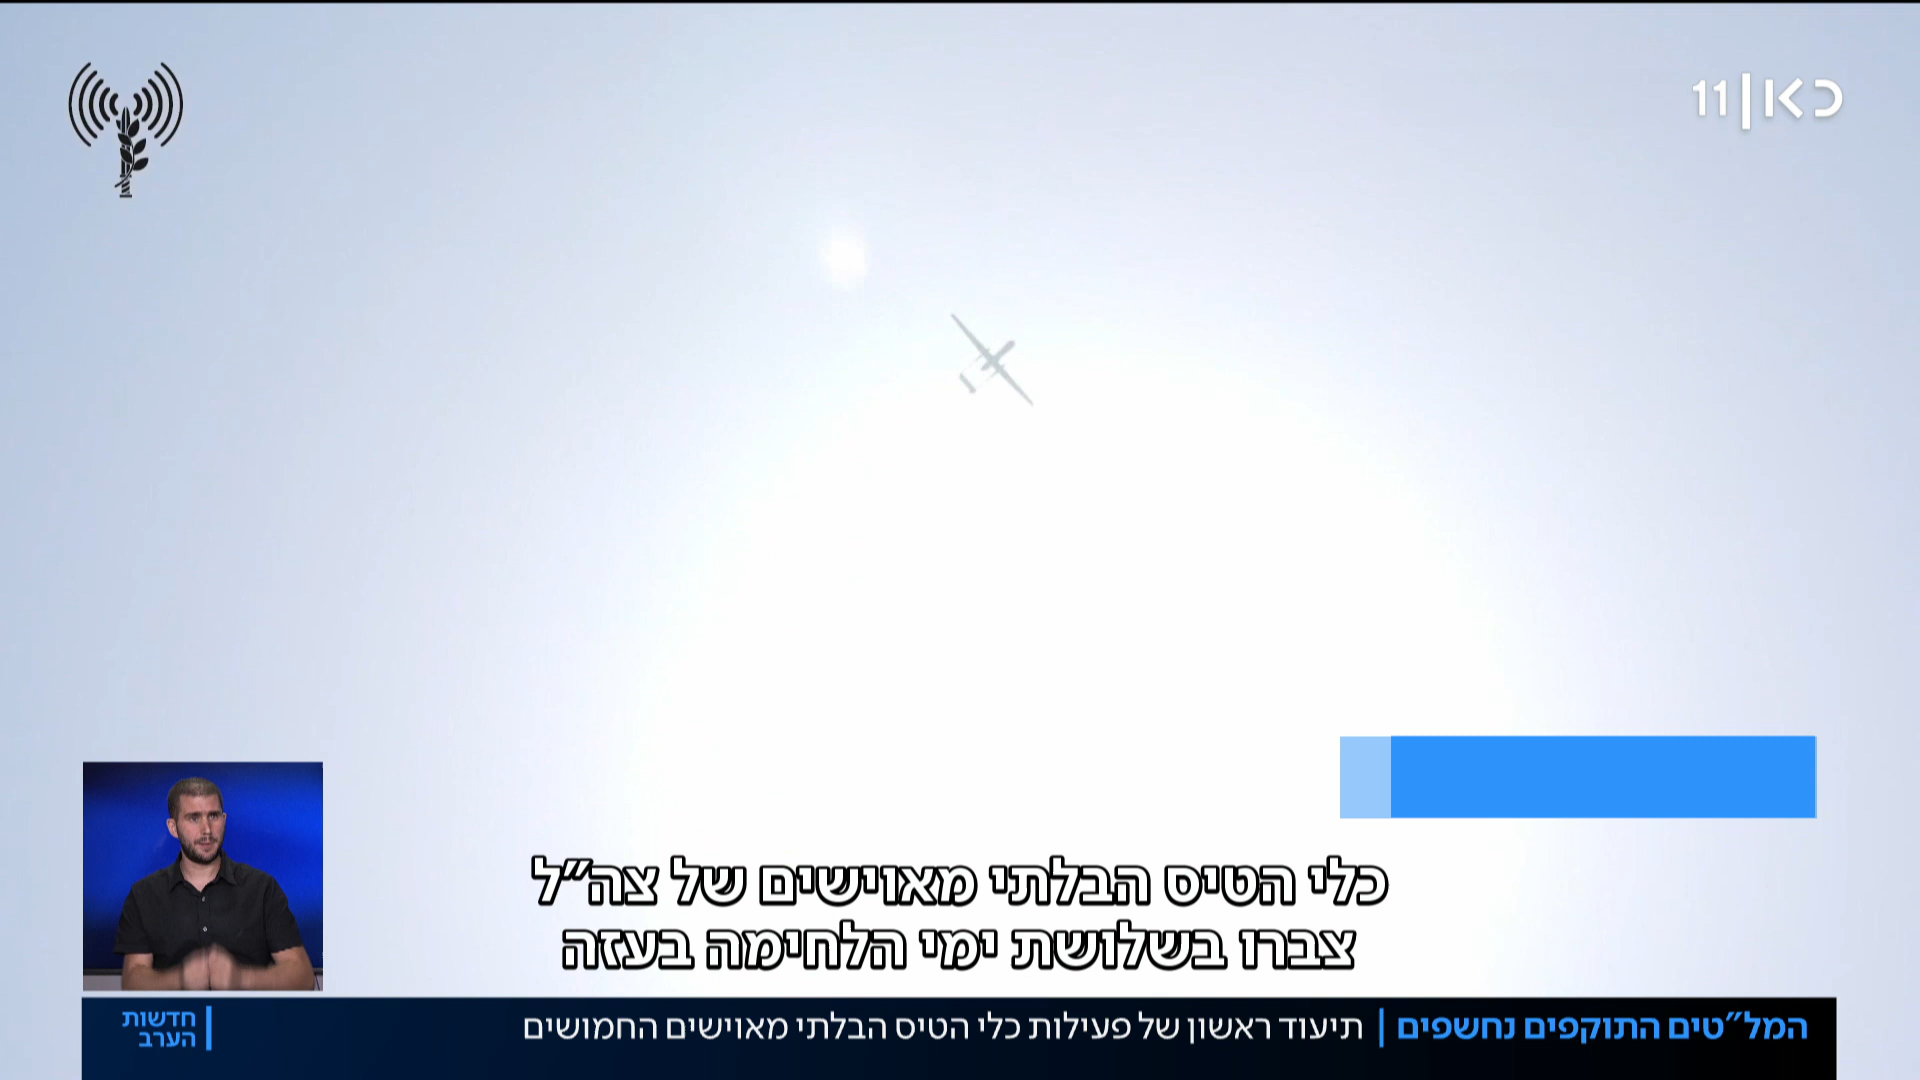 כאן 11
כלי הטיס הבלתי מאוישים של צה"ל
צברו בשלושת ימי הלחימה בעזה
המל"טים התוקפים נחשפים | תיעוד ראשון של פעילות כלי הטיס הבלתי מאוישים החמושים
חדשות
הערב